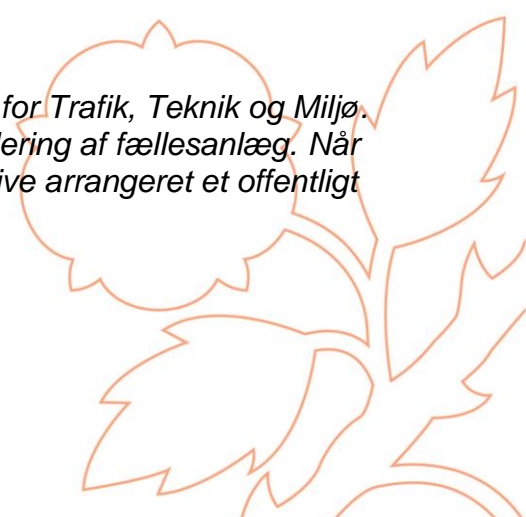 for Trafik, Teknik og Miljø.
dering af fællesanlæg. Når
ive arrangeret et offentligt